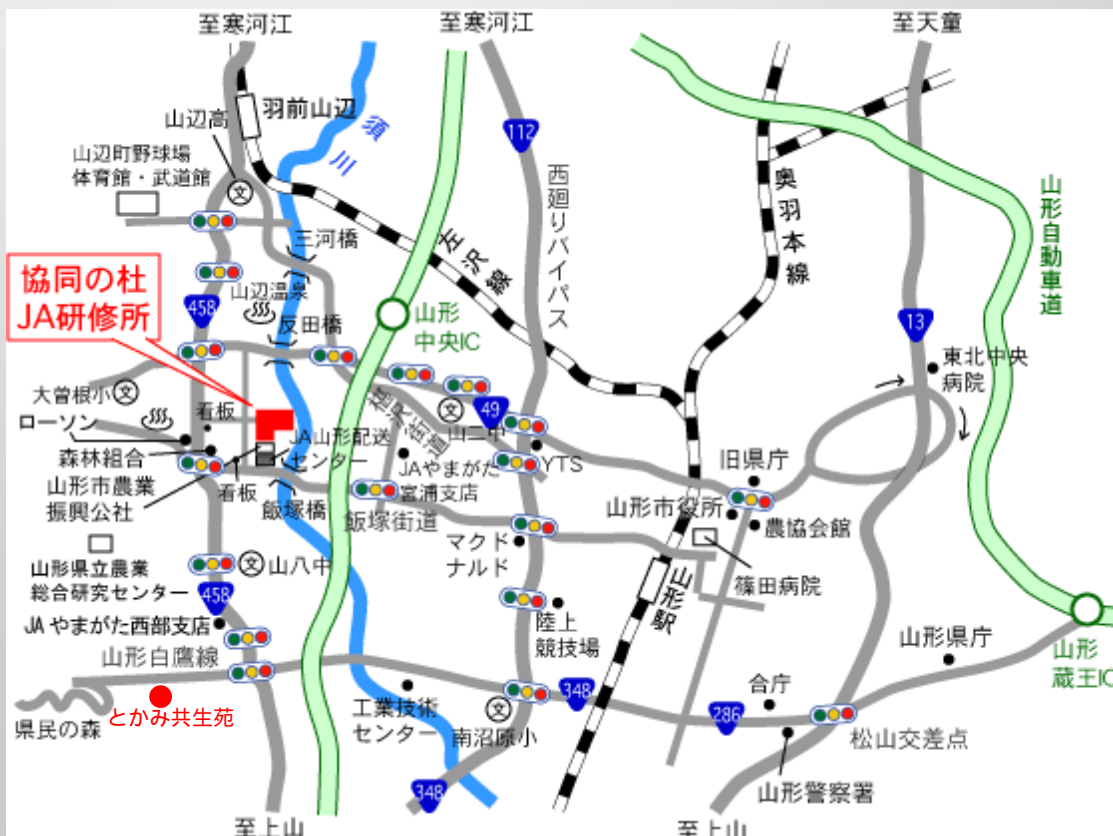 至寒河江
至寒河江
至天童
羽前山辺
山辺高
須川
112
山辺町野球場
体育館・武道館
西廻りバイパス
奥羽本線
山形自動車道
三河橋
左沢線
協同の杜
JA研修所
山辺温泉
458
反田橋
山形
中央IC
13
東北中央
病院
大曽根小
文
文
看板
ローソン
狐沢街道
文
山二中
49
JA山形配送
センター
森林組合
YTS
JAやまがた
宮浦支店
旧県庁
山形市農業
振興公社
看板
飯塚橋
飯塚街道
山形市役所
農協会館
マクド
ナルド
山形県立農業
総合研究センター
文
山八中
458
山形駅
篠田病院
JAやまがた西部支店
陸上
競技場
山形県庁
山形
蔵王IC
山形白鷹線
県民の森
とかみ共生苑
工業技術
センター
文
南沼原小
348
286
合庁
松山交差点
348
山形警察署
至上山
至上山